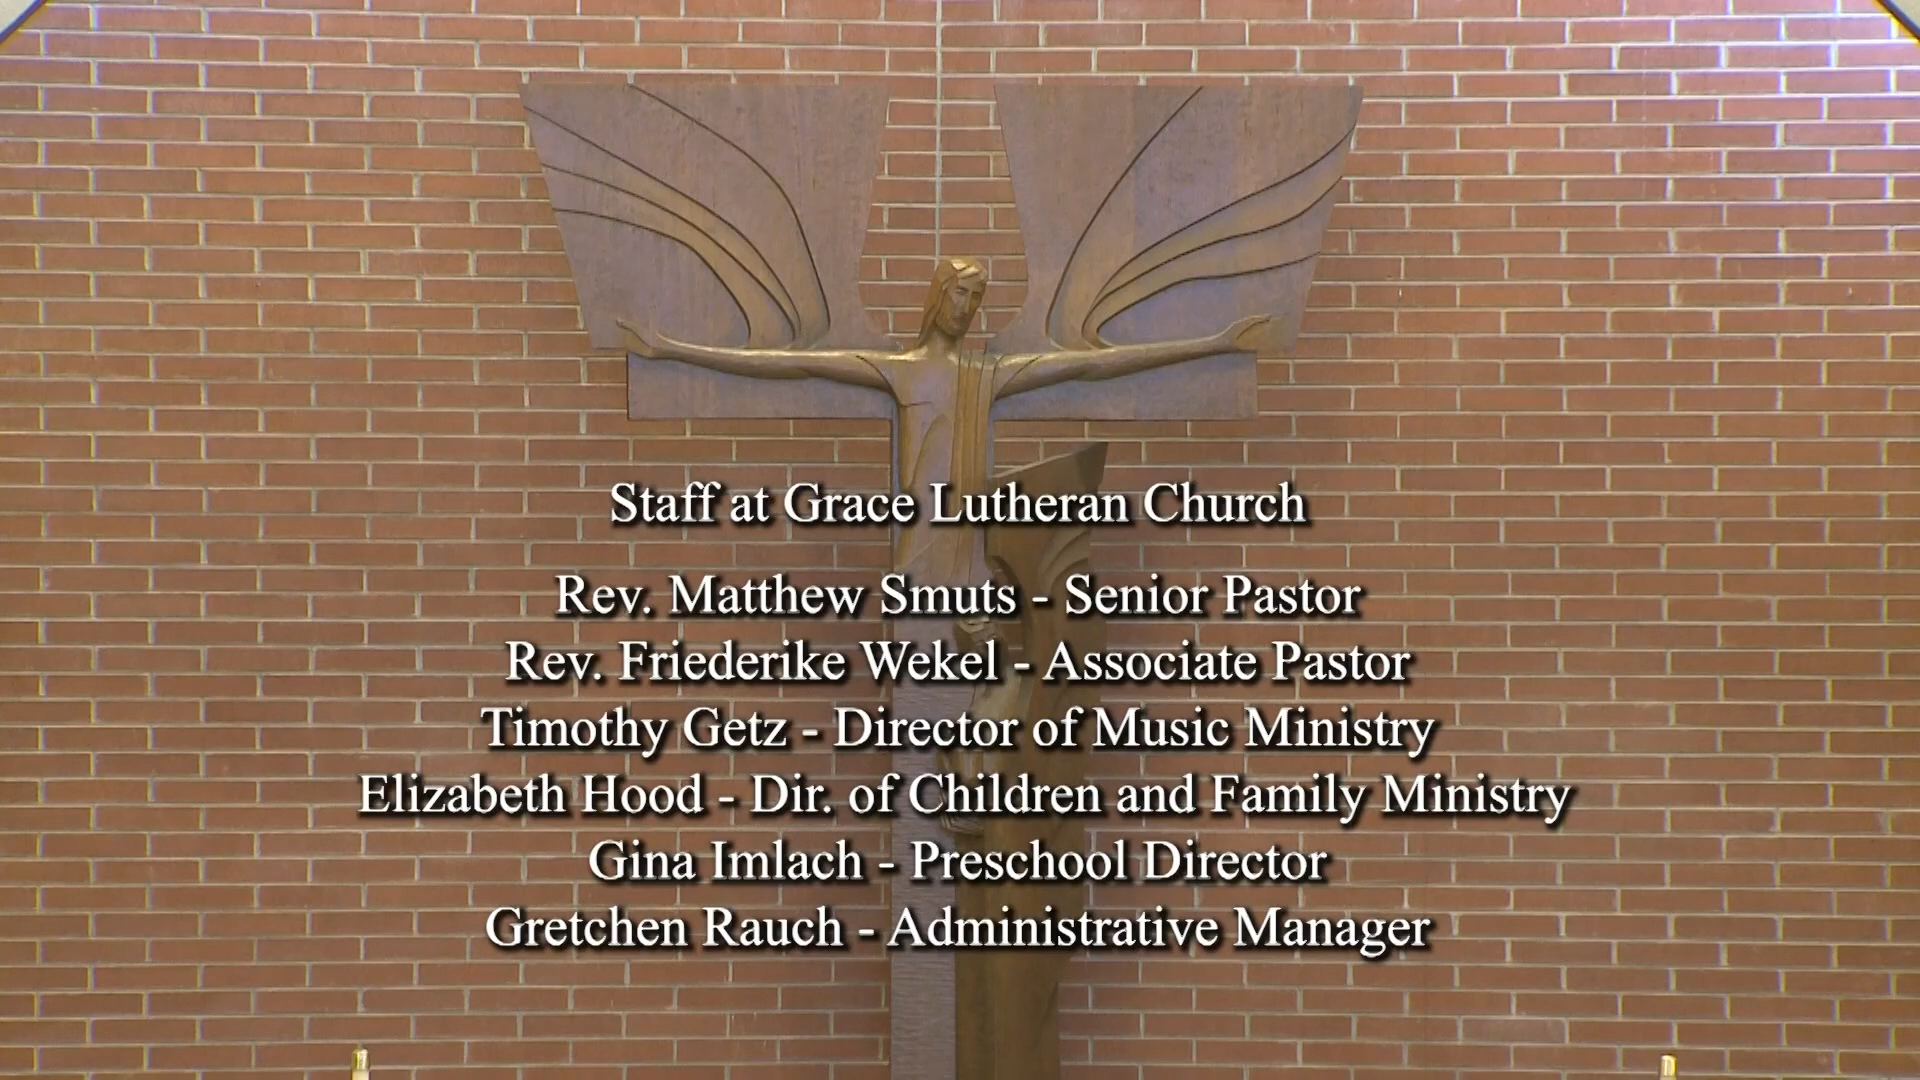 Staff at Grace Lutheran Church
Rev. Matthew Smuts - Senior Pastor
Rev. Friederike Wekel - Associate Pastor
Timothy Getz - Director of Music Ministry
Elizabeth Hood - Dir. of Children and Family Ministry
Gina Imlach - Preschool Director
Gretchen Rauch - Administrative Manager